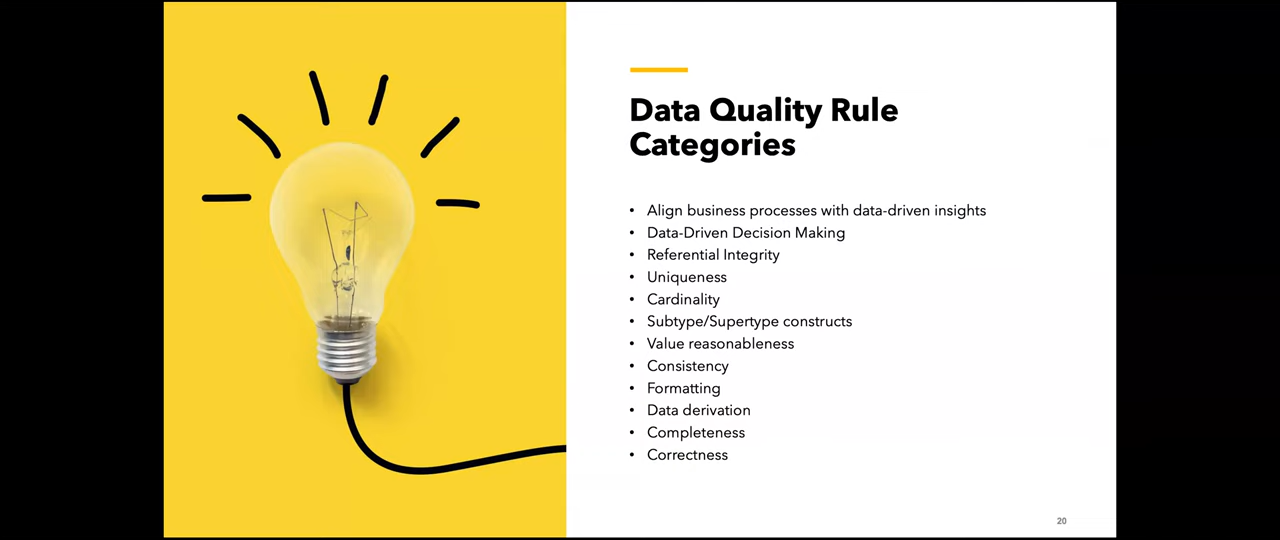 Data Quality Rule
Categories
• Align business processes with data-driven insights
• Data-Driven Decision Making
• Referential Integrity
• Uniqueness
• Cardinality
• Subtype/Supertype constructs
• Value reasonableness
• Consistency
• Formatting
• Data derivation
• Completeness
• Correctness
20